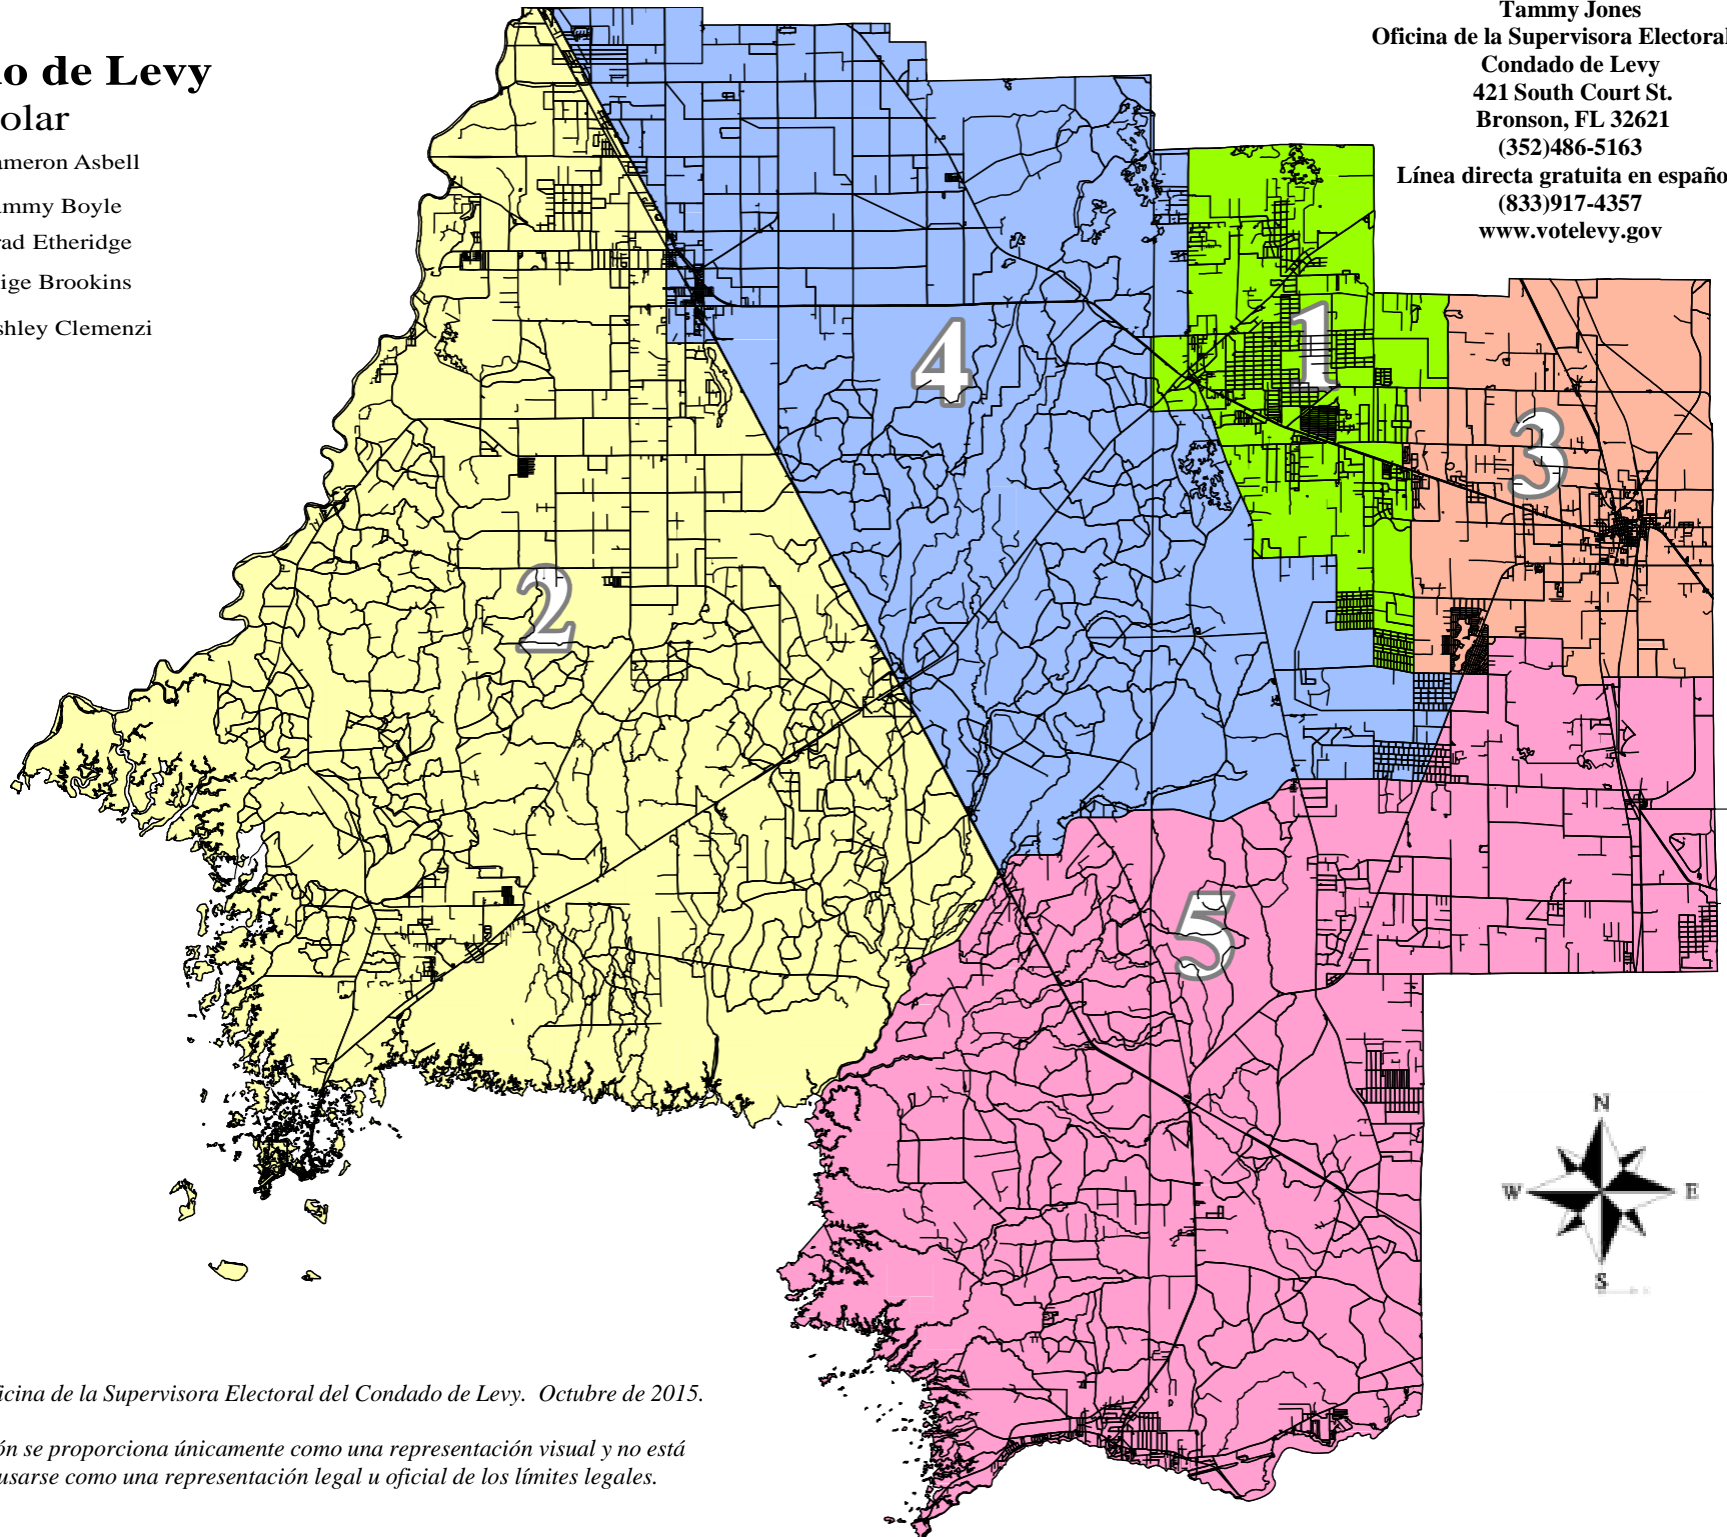 o de Levy
olar
ameron Asbell
ammy Boyle
rad Etheridge
ige Brookins
shley Clemenzi
Tammy Jones
Oficina de la Supervisora Electoral
Condado de Levy
421 South Court St.
Bronson, FL 32621
(352)486-5163
Línea directa gratuita en españo
(833)917-4357
www.votelevy.gov
1
4
3
2
5
N
W E
S
icina de la Supervisora Electoral del Condado de Levy. Octubre de 2015.
ón se proporciona únicamente como una representación visual y no está
usarse como una representación legal u oficial de los límites legales.